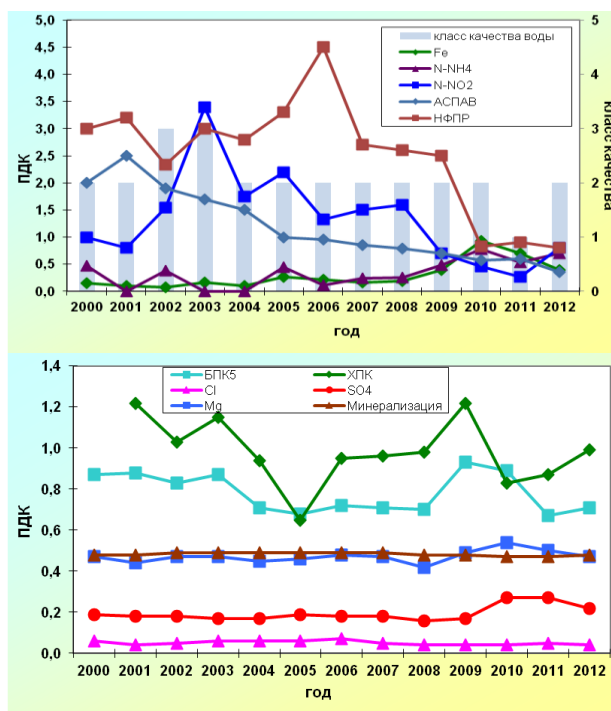 5,0
4,5
4,0
3,5
3,0
2,5
2,0
1,5
1,0
0,5
0,0
ПДК
класс качества воды
Fe
N-NH4
N-NO2
АСПАВ
НФПР
5
4
3
2
1
0
класс качества
2000 2001 2002 2003 2004 2005 2006 2007 2008 2009 2010 2011 2012
год
1,4
1,2
1,0
0,8
0,6
0,4
0,2
0,0
ПДК
БПК5 ХПК
Cl SO4
Mg Минерализация
2000 2001 2002 2003 2004 2005 2006 2007 2008 2009 2010 2011 2012
год